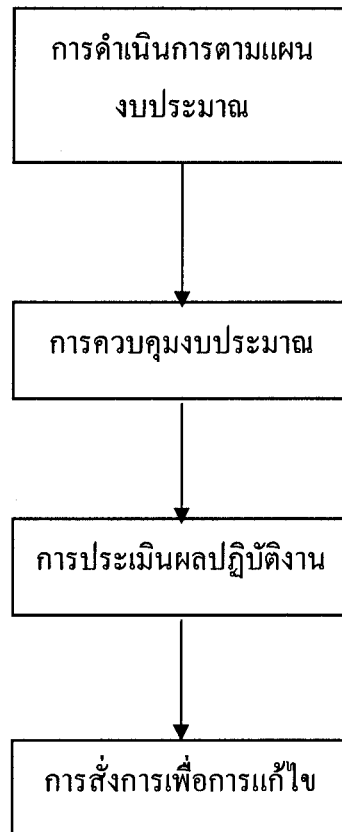 การดำเนินการตามแผน
งบประมาณ
การควบคุมงบประมาณ
การประเมินผลปฏิบัติงาน
การสั่งการเพื่อการแก้ไข